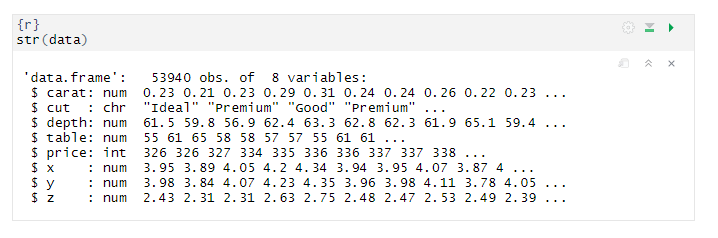 {r}
str(data)
'data.frame':   53940 obs. of  8 variables:
 $ carat: num  0.23 0.21 0.23 0.29 0.31 0.24 0.24 0.26 0.22 0.23 ...
 $ cut  : chr  "Ideal" "Premium" "Good" "Premium" ...
 $ depth: num  61.5 59.8 56.9 62.4 63.3 62.8 62.3 61.9 65.1 59.4 ...
 $ table: num  55 61 65 58 58 57 57 55 61 61 ...
 $ price: int  326 326 327 334 335 336 336 337 337 338 ...
 $ x    : num  3.95 3.89 4.05 4.2 4.34 3.94 3.95 4.07 3.87 4 ...
 $ y    : num  3.98 3.84 4.07 4.23 4.35 3.96 3.98 4.11 3.78 4.05 ...
 $ z    : num  2.43 2.31 2.31 2.63 2.75 2.48 2.47 2.53 2.49 2.39 ...